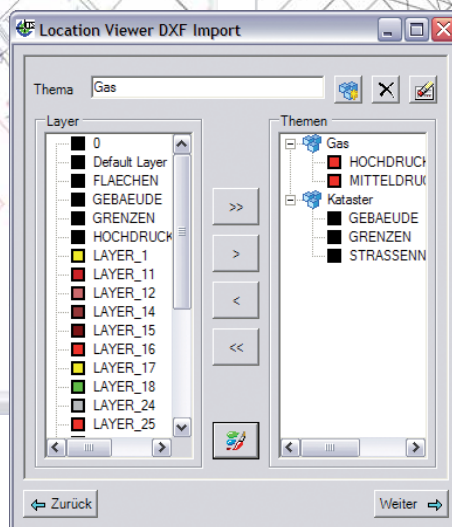 Location Viewer DXF Import
Thema Gas
Layer
0
Default Layer
FLAECHEN
GEBAEUDE
GRENZEN
HOCHDRUCK
LAYER_1
LAYER_11
LAYER_12
LAYER_14
LAYER_15
LAYER_16
LAYER_17
LAYER_18
LAYER_24
LAYER_25
>>
>
<
<<
Themen
Gas
HOCHDRUCK
MITTELDRU
Kataster
GEBAEUDE
GRENZEN
STRASSENN
Zurück
Weiter